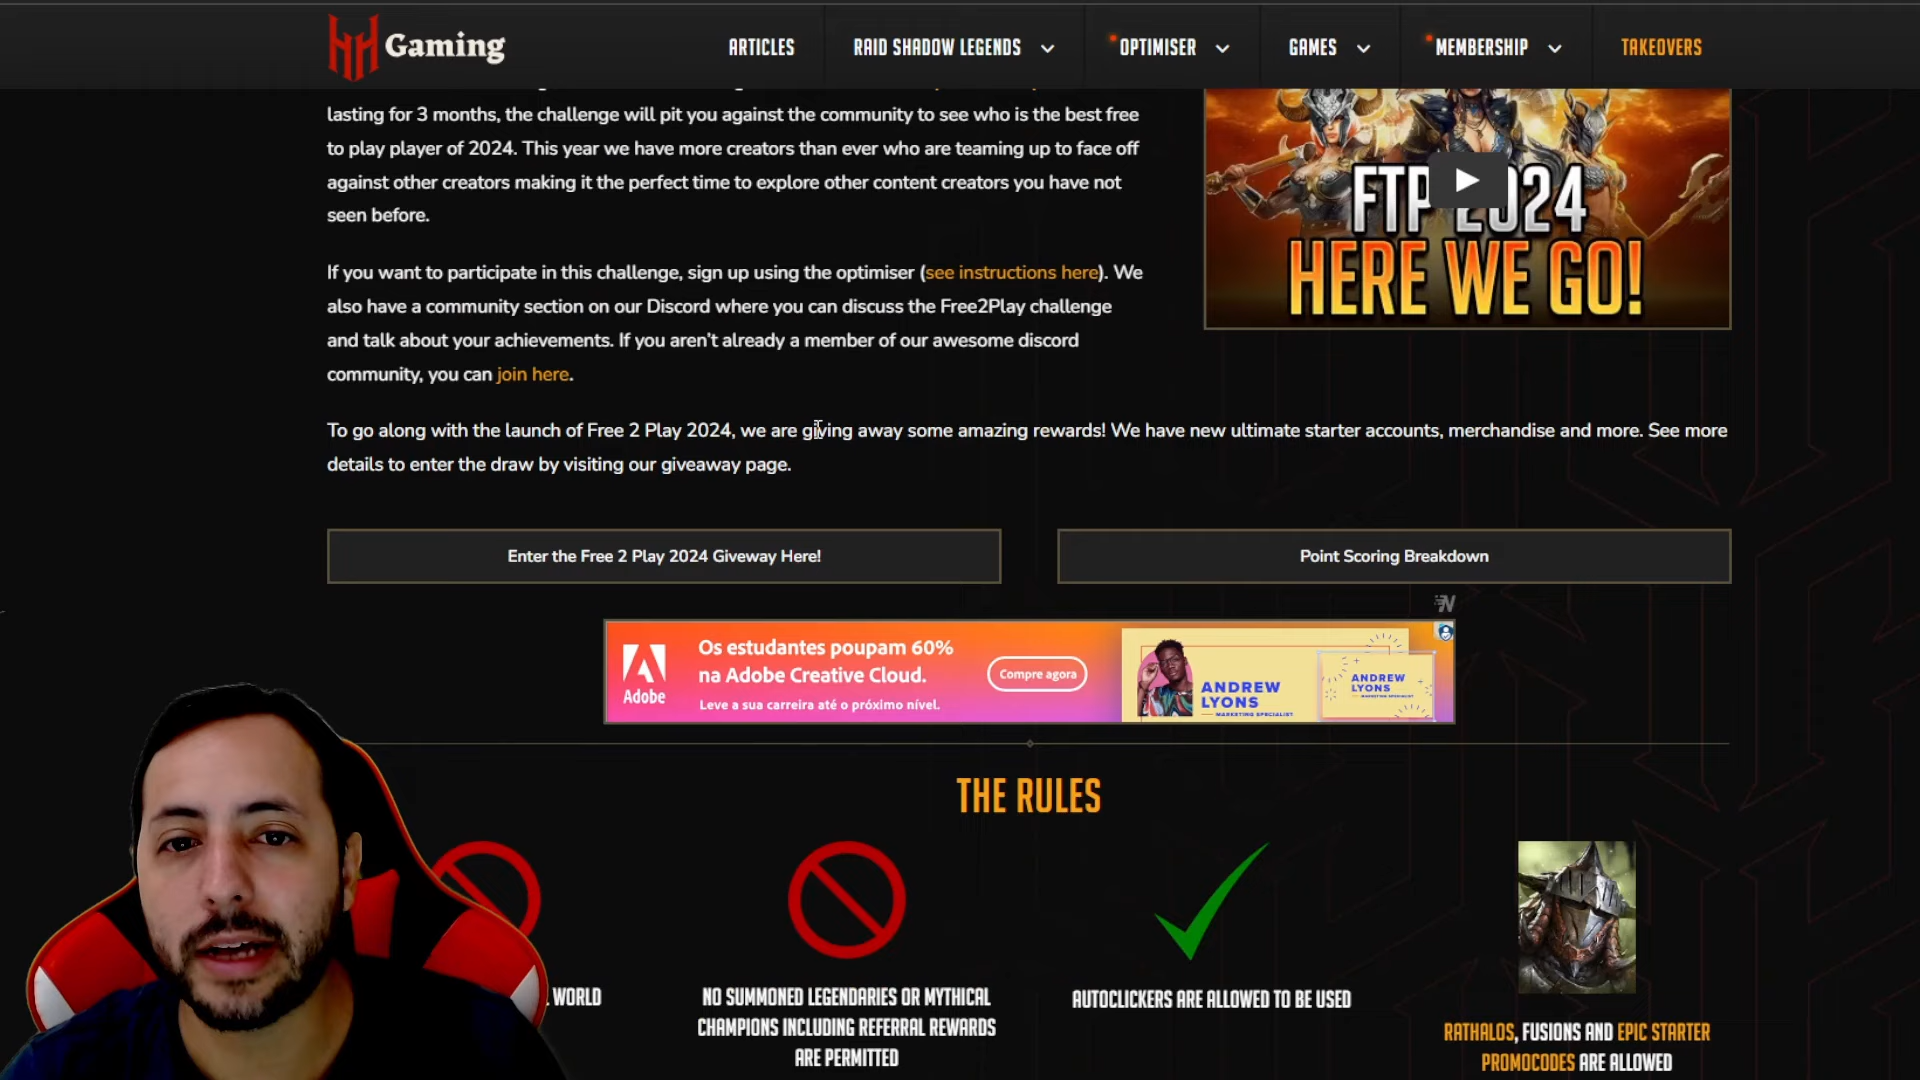 Gaming
ARTICLES
RAID SHADOW LEGENDS
OPTIMISER
GAMES
MEMBERSHIP
TAKEOVERS
lasting for 3 months, the challenge will pit you against the community to see who is the best free
to play player of 2024. This year we have more creators than ever who are teaming up to face off
against other creators making it the perfect time to explore other content creators you have not
seen before.
If you want to participate in this challenge, sign up using the optimiser (see instructions here). We
also have a community section on our Discord where you can discuss the Free2Play challenge
and talk about your achievements. If you aren't already a member of our awesome discord
community, you can join here.
FTP 2024
HERE WE GO!
To go along with the launch of Free 2 Play 2024, we are giving away some amazing rewards! We have new ultimate starter accounts, merchandise and more. See more
details to enter the draw by visiting our giveaway page.
Enter the Free 2 Play 2024 Giveway Here!
Point Scoring Breakdown
Adobe
Os estudantes poupam 60%
na Adobe Creative Cloud.
Leve a sua carreira até o próximo nível.
Compre agora
ANDREW
LYONS
MARKETING SPECIALIST
ANDREW
LYONS
THE RULES
WORLD
NO SUMMONED LEGENDARIES OR MYTHICAL
CHAMPIONS INCLUDING REFERRAL REWARDS
ARE PERMITTED
AUTOCLICKERS ARE ALLOWED TO BE USED
RATHALOS, FUSIONS AND EPIC STARTER
PROMOCODES ARE ALLOWED